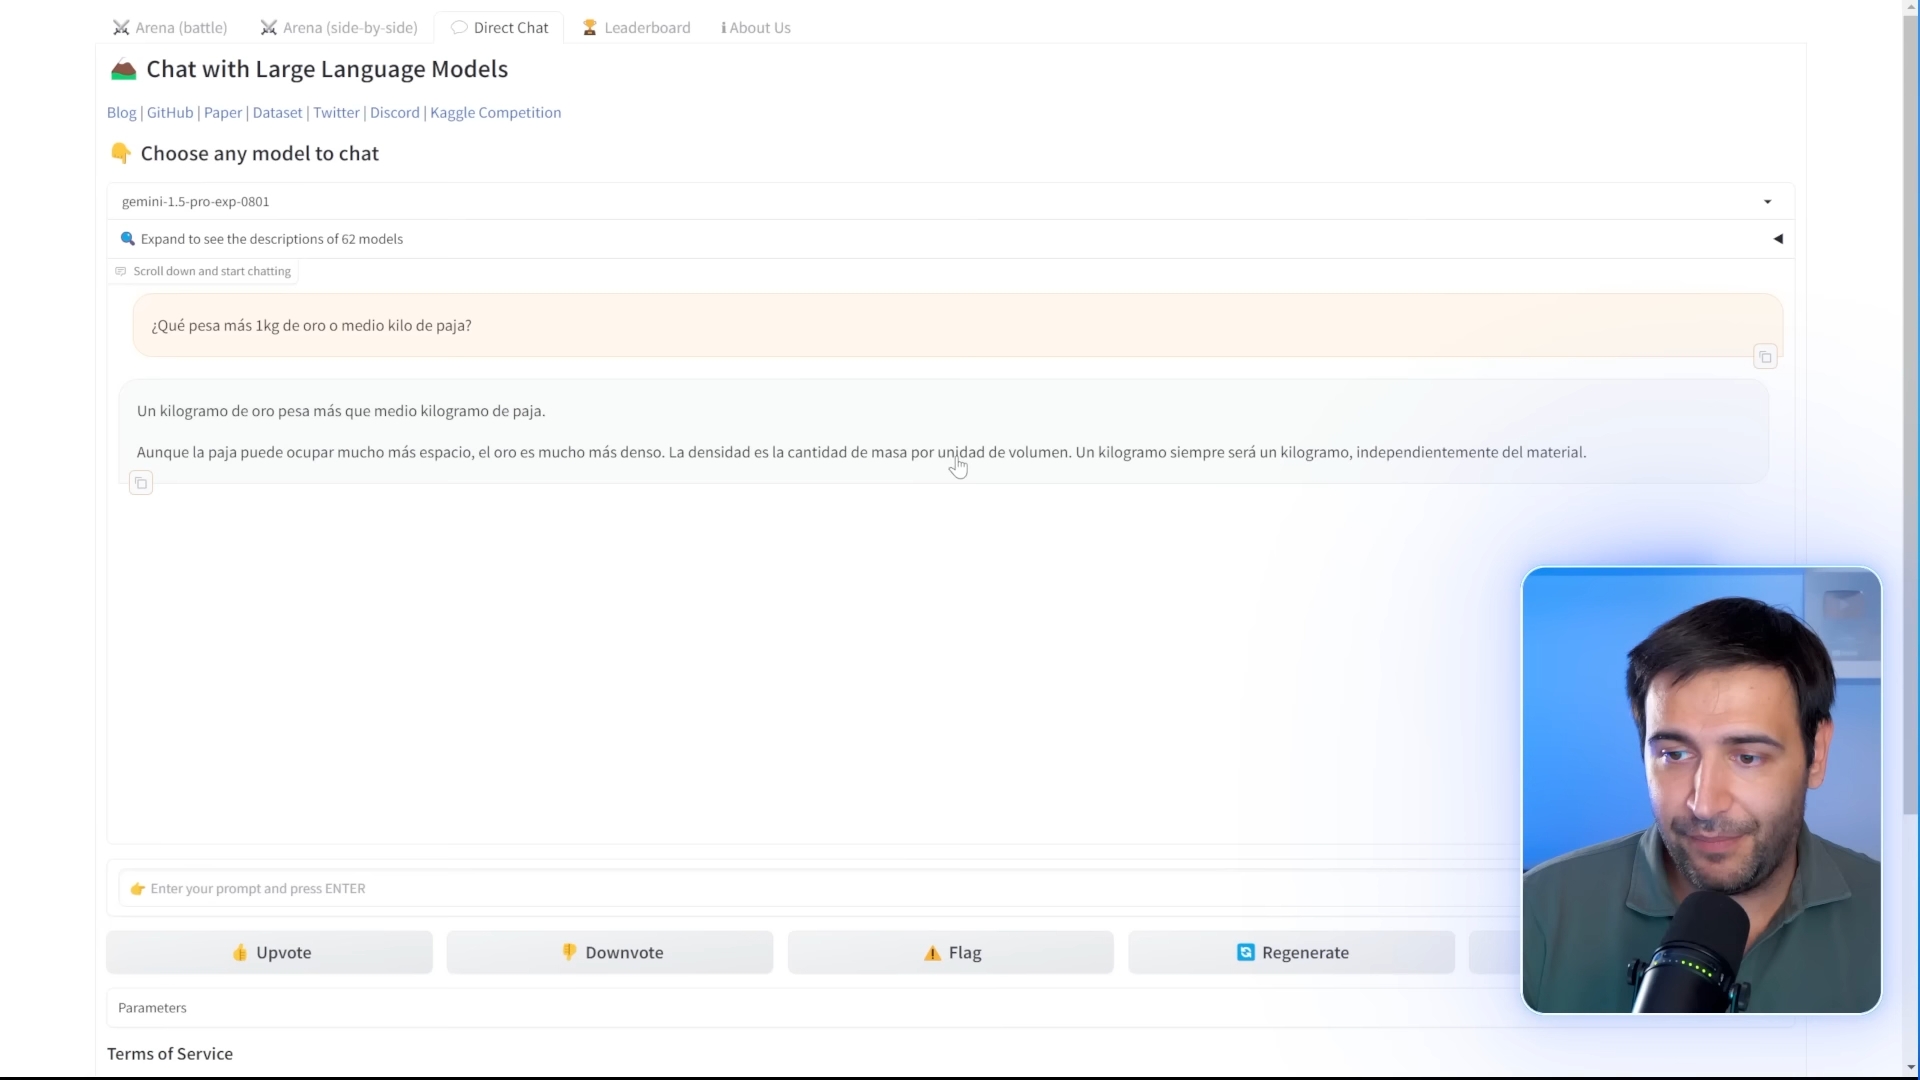 Arena (battle) Arena (side-by-side) Direct Chat Leaderboard About Us
Chat with Large Language Models
Blog | GitHub | Paper | Dataset | Twitter | Discord | Kaggle Competition
Choose any model to chat
gemini-1.5-pro-exp-0801
Expand to see the descriptions of 62 models
Scroll down and start chatting
¿Qué pesa más 1kg de oro o medio kilo de paja?
Un kilogramo de oro pesa más que medio kilogramo de paja.
Aunque la paja puede ocupar mucho más espacio, el oro es mucho más denso. La densidad es la cantidad de masa por unidad de volumen. Un kilogramo siempre será un kilogramo, independientemente del material.
Enter your prompt and press ENTER
Upvote Downvote Flag Regenerate
Parameters
Terms of Service